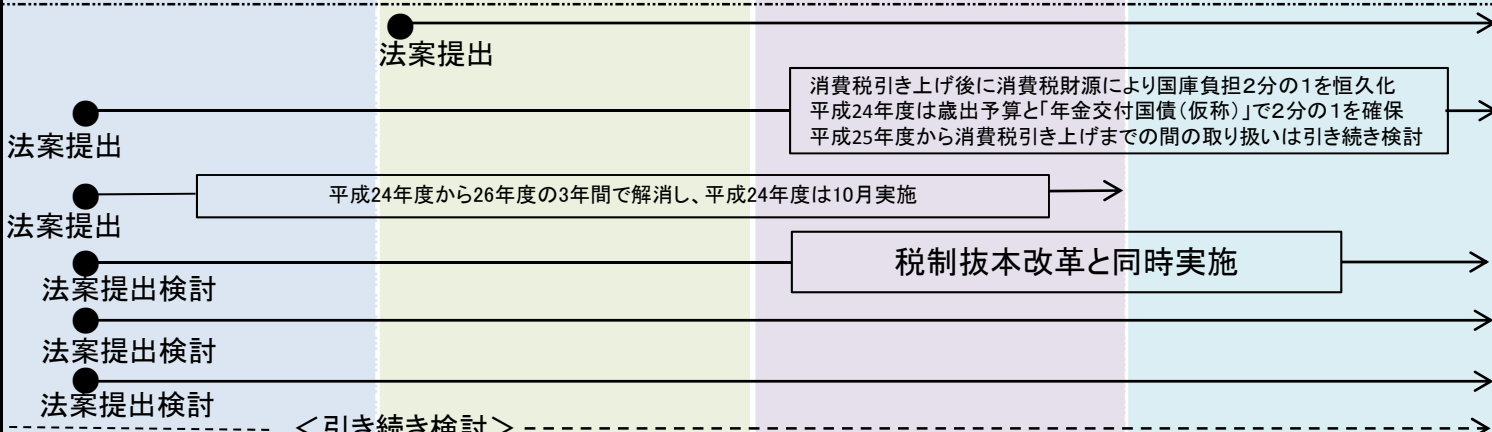 法案提出
消費税引き上げ後に消費税財源により国庫負担２分の１を恒久化
平成24年度は歳出予算と「年金交付国債（仮称）」で２分の１を確保
平成25年度から消費税引き上げまでの間の取り扱いは引き続き検討
法案提出
平成24年度から26年度の3年間で解消し、平成24年度は10月実施
法案提出
税制抜本改革と同時実施
法案提出検討
法案提出検討
法案提出検討
＜引き続き検討＞